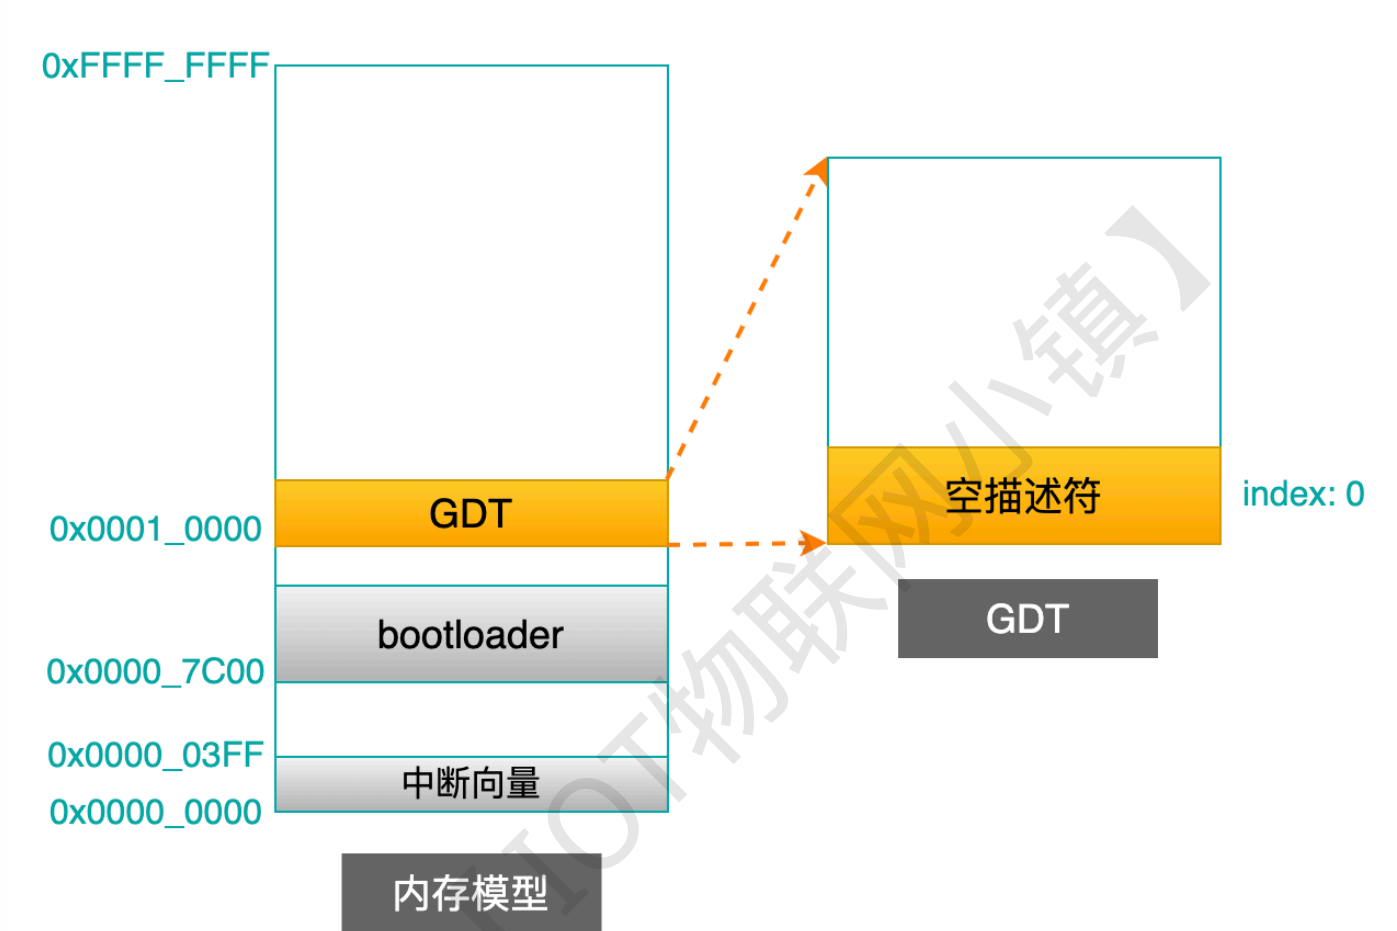 0xFFFF_FFFF
GDT
0x0001_0000
bootloader
0x0000_7C00
0x0000_03FF
中断向量
0x0000_0000
内存模型
空描述符
index: 0
GDT
IOT物联网小镇】